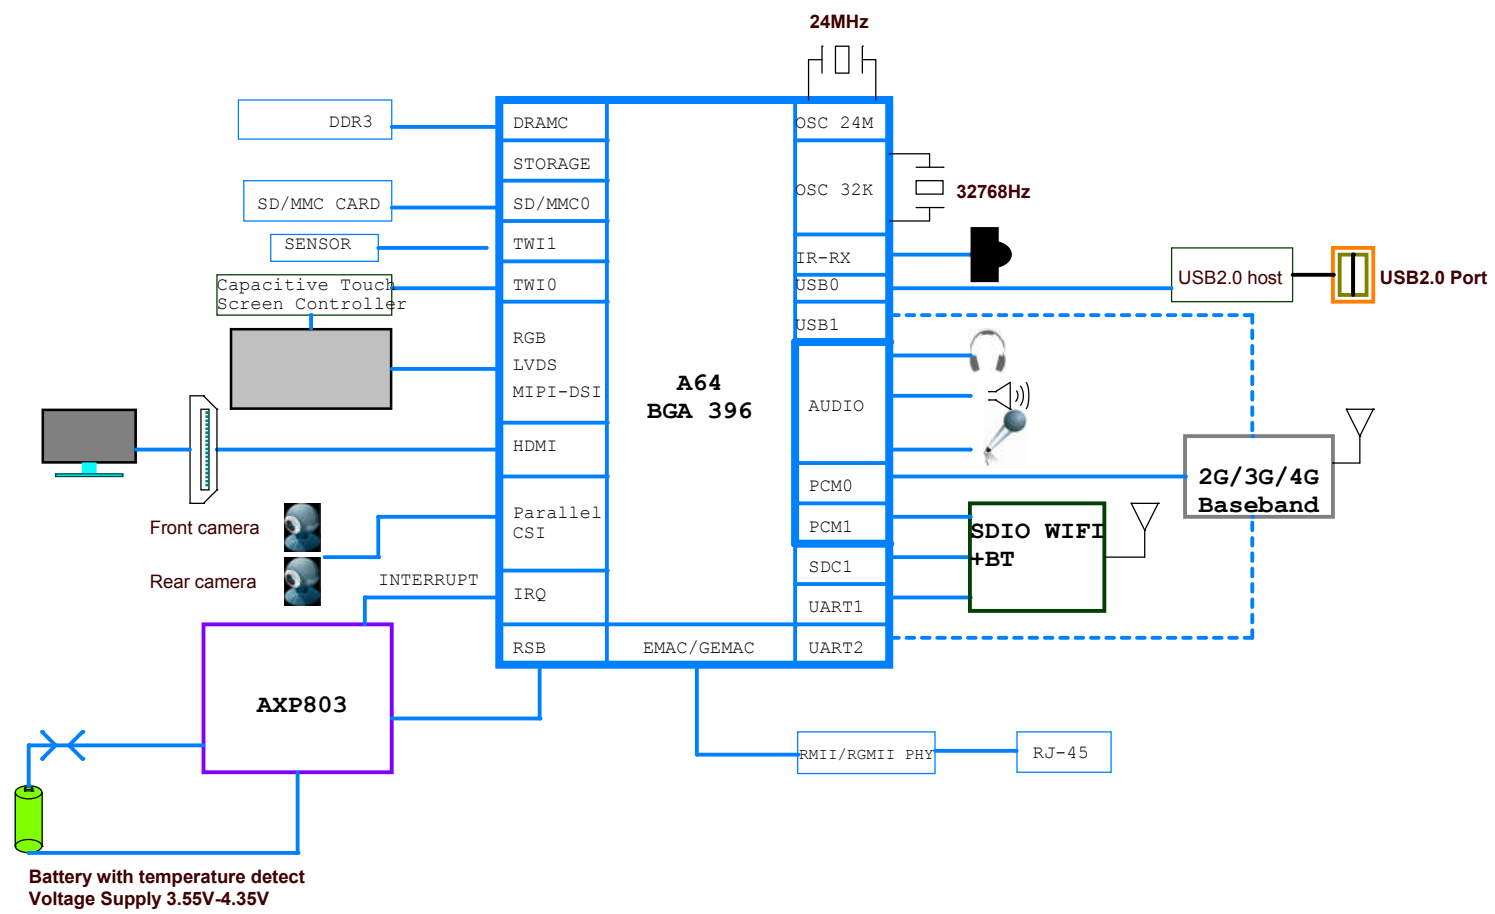 24MHz
DDR3
DRAMC
OSC 24M
STORAGE
SD/MMC CARD
SD/MMC0
OSC 32K
32768Hz
SENSOR
TWI1
IR-RX
Capacitive Touch
Screen Controller
TWI0
USB0
USB2.0 host
USB2.0 Port
USB1
RGB
LVDS
MIPI-DSI
A64
BGA 396
AUDIO
HDMI
PCM0
2G/3G/4G
Baseband
Front camera
Parallel
CSI
PCM1
SDIO WIFI
+BT
Rear camera
INTERRUPT
IRQ
SDC1
UART1
RSB
EMAC/GEMAC
UART2
AXP803
RMII/RGMII PHY
RJ-45
Battery with temperature detect
Voltage Supply 3.55V-4.35V